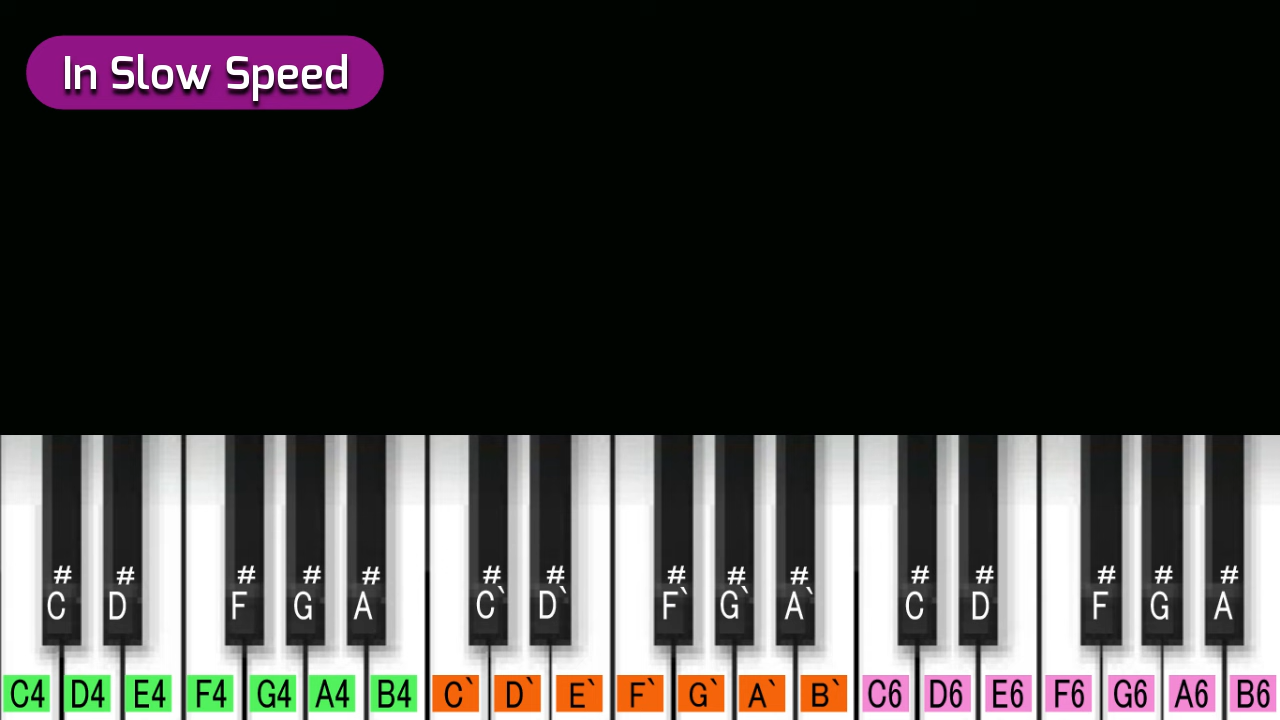 In Slow Speed
# # # # # # # # # # # # # # #
C D F G A C` D` F` G` A` C D F G A
C4 D4 E4 F4 G4 A4 B4 C` D` E` F` G` A` B` C6 D6 E6 F6 G6 A6 B6